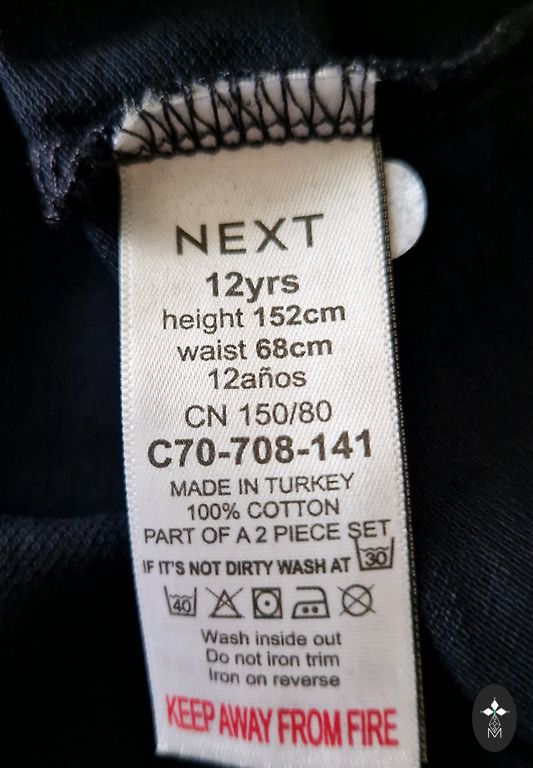 NEXT
12yrs
height 152cm
waist 68cm
12años
CN 150/80
C70-708-141
MADE IN TURKEY
100% COTTON
PART OF A 2 PIECE SET
IF IT'S NOT DIRTY WASH AT 30
40
Wash inside out
Do not iron trim
Iron on reverse
KEEP AWAY FROM FIRE
M